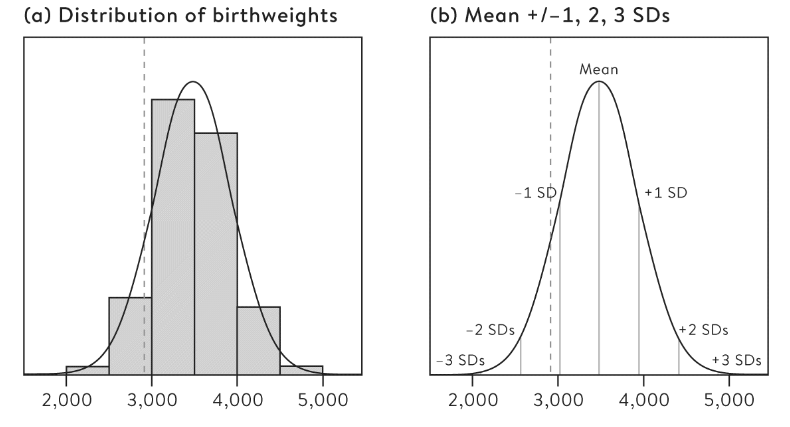 (a) Distribution of birthweights
2,000 3,000 4,000 5,000
(b) Mean +/–1, 2, 3 SDs
Mean
–1 SD +1 SD
–2 SDs +2 SDs
–3 SDs +3 SDs
2,000 3,000 4,000 5,000